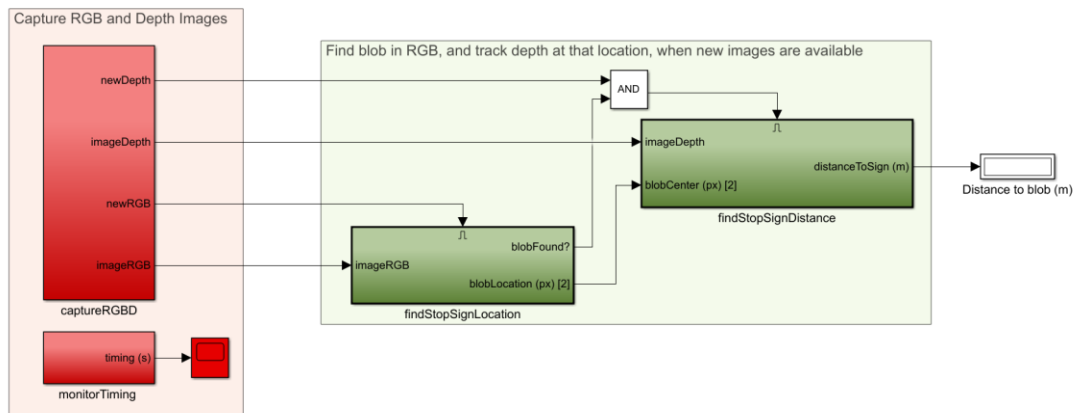 Capture RGB and Depth Images
newDepth
imageDepth
newRGB
imageRGB
captureRGBD
timing (s)
monitorTiming
Find blob in RGB, and track depth at that location, when new images are available
AND
imageRGB
blobFound?
blobLocation (px) [2]
findStopSignLocation
imageDepth
blobCenter (px) [2]
distanceToSign (m)
findStopSignDistance
Distance to blob (m)